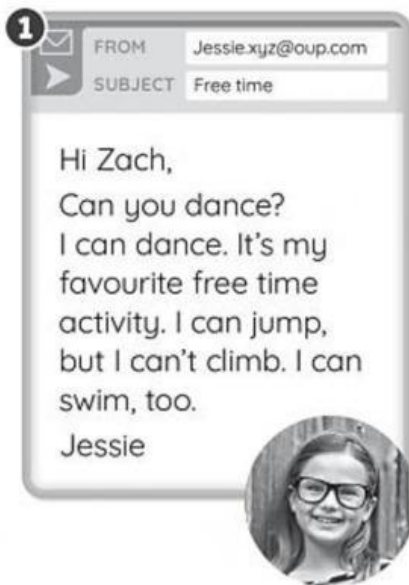 1
FROM Jessie.xyz@oup.com
SUBJECT Free time
Hi Zach,
Can you dance?
I can dance. It's my
favourite free time
activity. I can jump,
but I can't climb. I can
swim, too.
Jessie